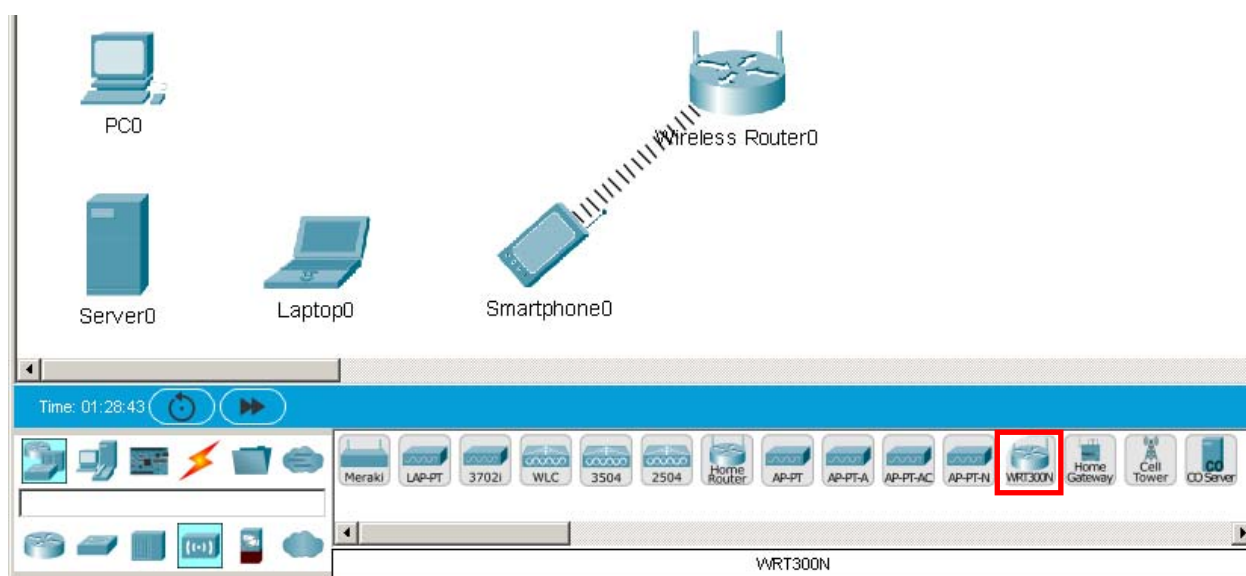 PC0
Wireless Router0
Server0
Laptop0
Smartphone0
Time: 01:28:43
Meraki
LAP-PT
3702i
WLC
3504
2504
Home
Router
AP-PT
AP-PT-A
AP-PT-AC
AP-PT-N
WRT300N
Home
Gateway
Cell
Tower
CO
CO Server
WRT300N